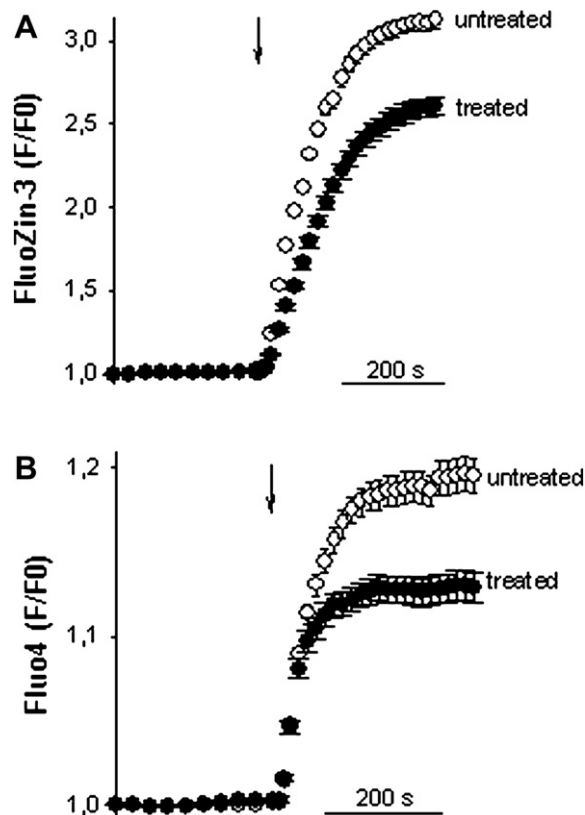 A
FluoZin-3 (F/F0)
3,0
2,5
2,0
1,5
1,0
untreated
treated
200 s
B
Fluo4 (F/F0)
1,2
1,1
1,0
untreated
treated
200 s